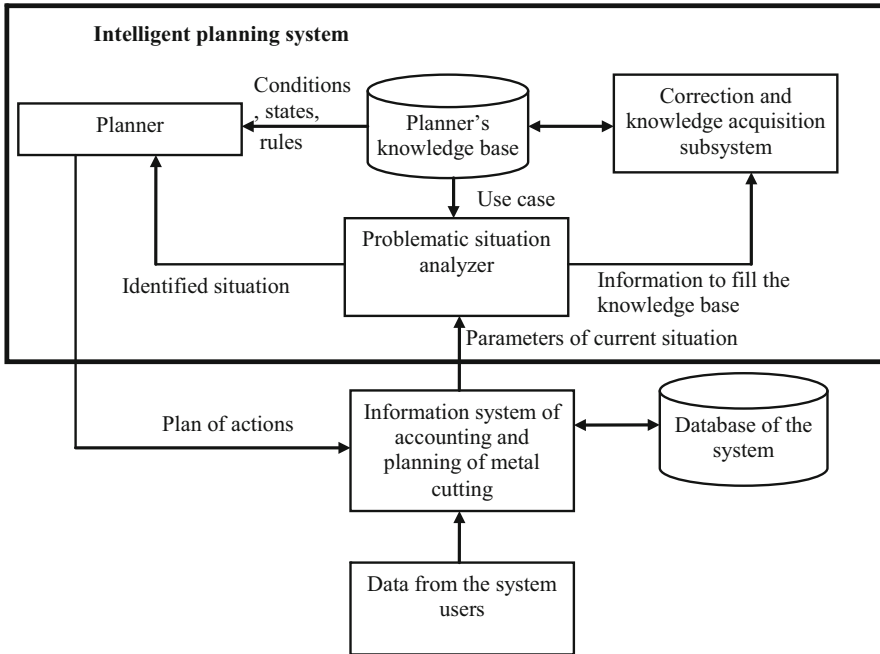 Intelligent planning system
Planner
Conditions
, states,
rules
Planner’s
knowledge base
Correction and
knowledge acquisition
subsystem
Use case
Problematic situation
analyzer
Identified situation
Information to fill the
knowledge base
Parameters of current situation
Plan of actions
Information system of
accounting and
planning of metal
cutting
Database of the
system
Data from the system
users